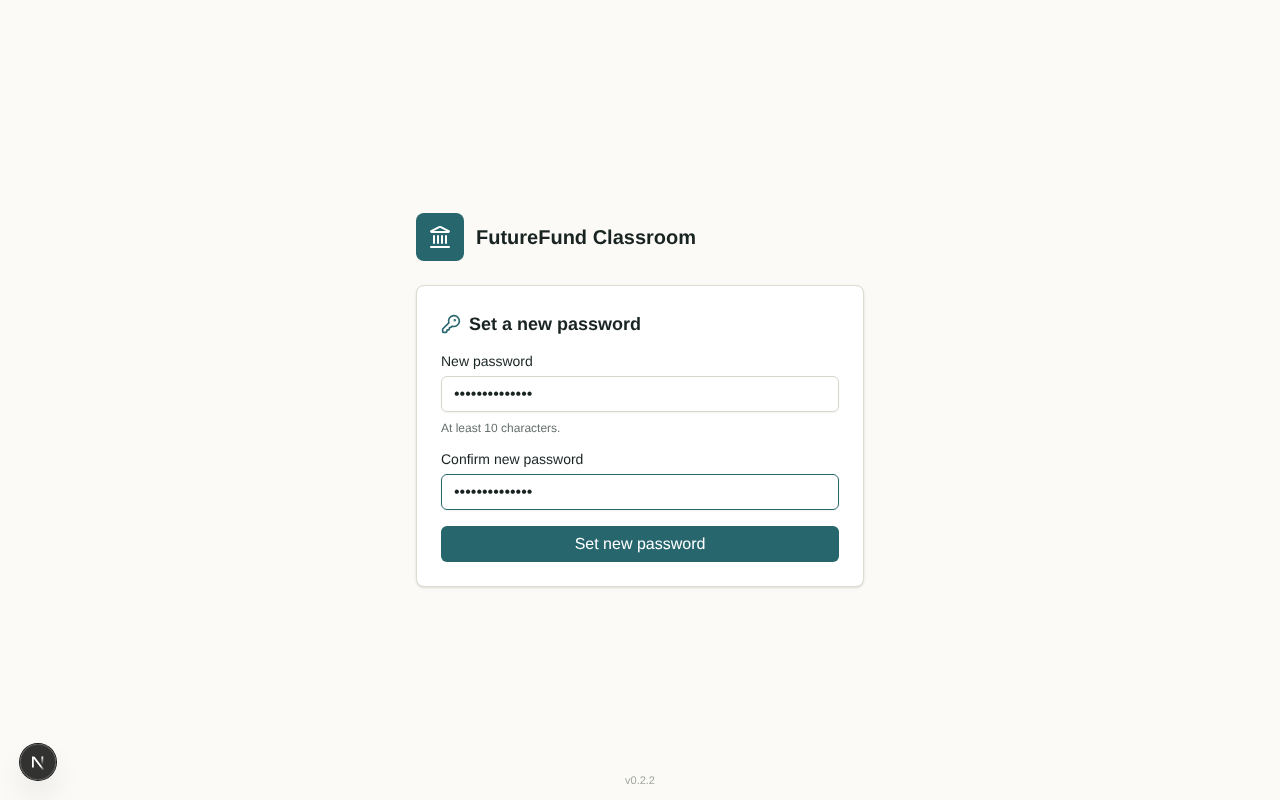 FutureFund Classroom
Set a new password
New password
••••••••••••••
At least 10 characters.
Confirm new password
••••••••••••••
Set new password
N
v0.2.2